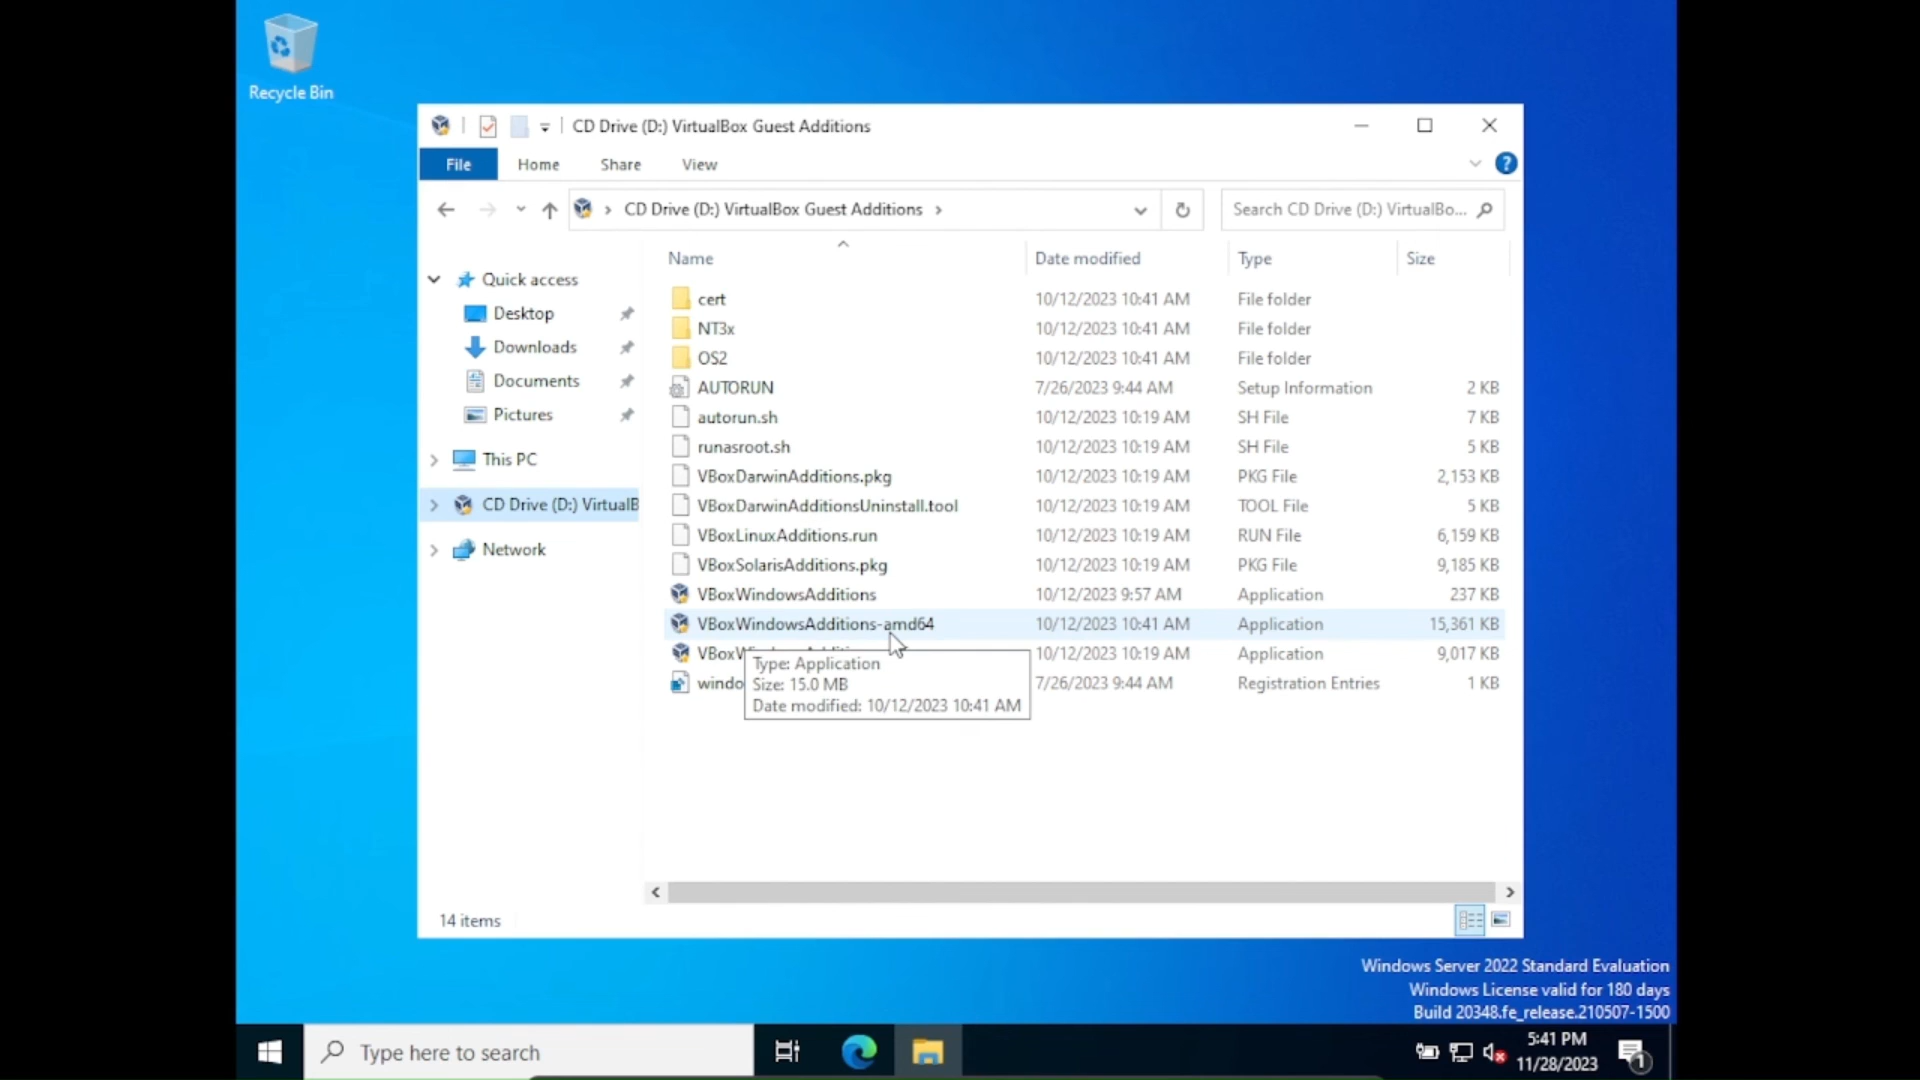 Recycle Bin
CD Drive (D:) VirtualBox Guest Additions
File Home Share View
CD Drive (D:) VirtualBox Guest Additions
Search CD Drive (D:) VirtualBo...
Name Date modified Type Size
Quick access
Desktop
Downloads
Documents
Pictures
This PC
CD Drive (D:) VirtualB
Network
cert 10/12/2023 10:41 AM File folder
NT3x 10/12/2023 10:41 AM File folder
OS2 10/12/2023 10:41 AM File folder
AUTORUN 7/26/2023 9:44 AM Setup Information 2 KB
autorun.sh 10/12/2023 10:19 AM SH File 7 KB
runasroot.sh 10/12/2023 10:19 AM SH File 5 KB
VBoxDarwinAdditions.pkg 10/12/2023 10:19 AM PKG File 2,153 KB
VBoxDarwinAdditionsUninstall.tool 10/12/2023 10:19 AM TOOL File 5 KB
VBoxLinuxAdditions.run 10/12/2023 10:19 AM RUN File 6,159 KB
VBoxSolarisAdditions.pkg 10/12/2023 10:19 AM PKG File 9,185 KB
VBoxWindowsAdditions 10/12/2023 9:57 AM Application 237 KB
VBoxWindowsAdditions-amd64 10/12/2023 10:41 AM Application 15,361 KB
10/12/2023 10:19 AM Application 9,017 KB
windo 7/26/2023 9:44 AM Registration Entries 1 KB
Type: Application
Size: 15.0 MB
Date modified: 10/12/2023 10:41 AM
14 items
Windows Server 2022 Standard Evaluation
Windows License valid for 180 days
Build 20348.fe_release.210507-1500
Type here to search
5:41 PM
11/28/2023
1